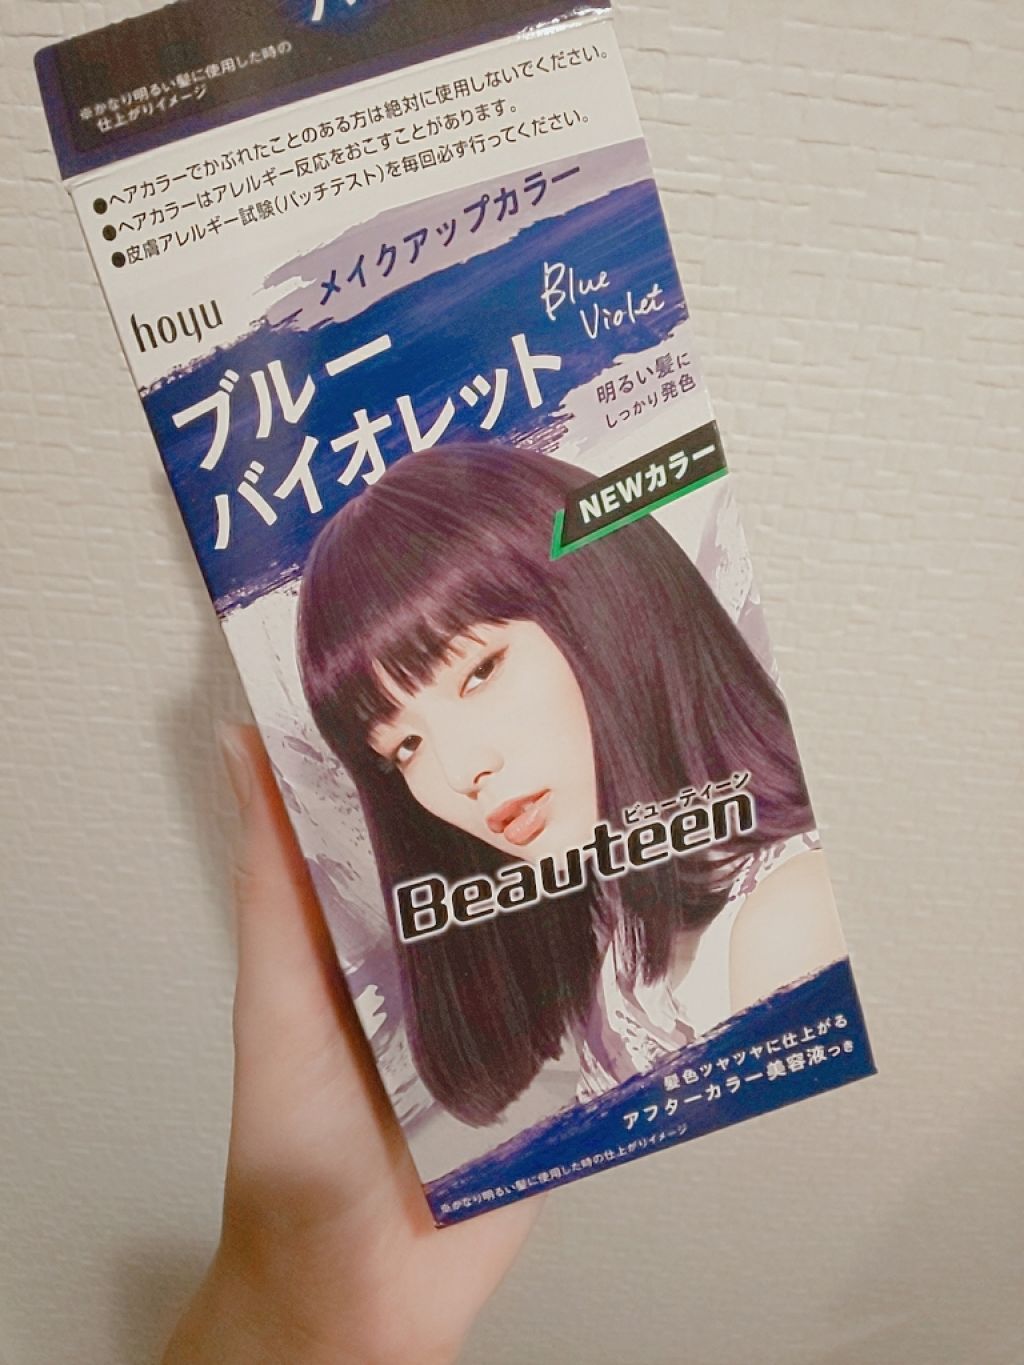 ※かなり明るい髪に使用した時の
仕上がりイメージ
●ヘアカラーでかぶれたことのある方は絶対に使用しないでください。
●ヘアカラーはアレルギー反応をおこすことがあります。
●皮膚アレルギー試験(パッチテスト)を毎回必ず行ってください。
メイクアップカラー
hoyu
Blue
Violet
ブルー
バイオレット
明るい髪に
しっかり発色
NEWカラー
ビューティーン
Beauteen
髪色ツヤツヤに仕上がる
アフターカラー美容液つき
※かなり明るい髪に使用した時の仕上がりイメージ